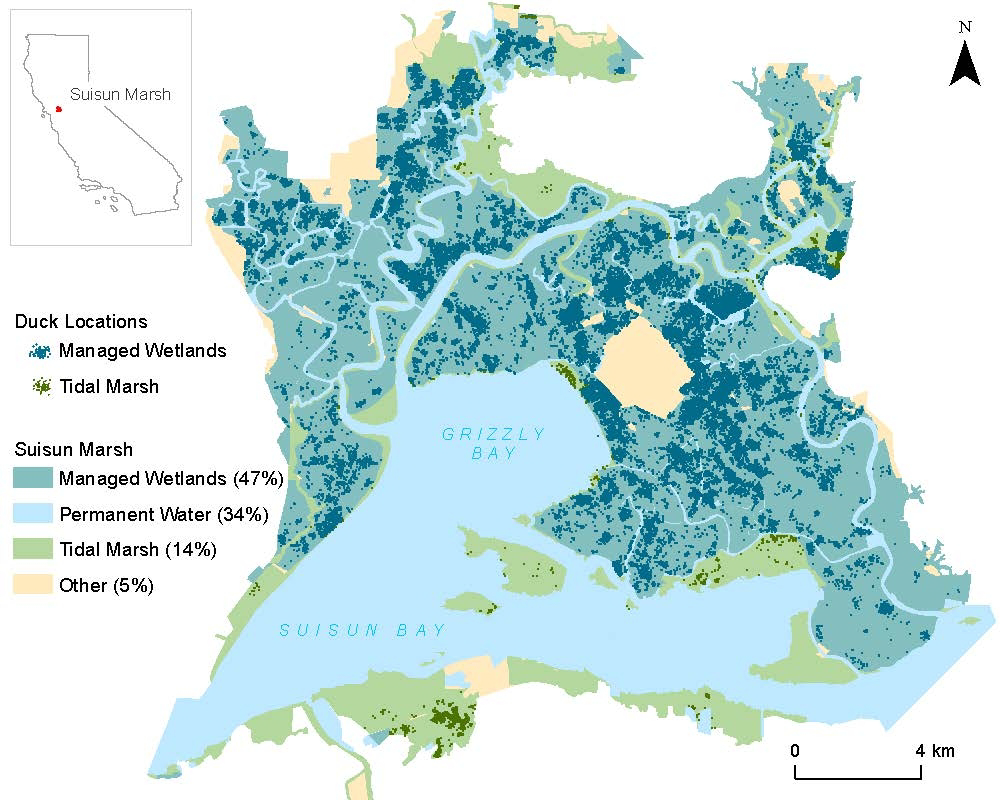 Suisun Marsh
N
Duck Locations
Managed Wetlands
Tidal Marsh
Suisun Marsh
Managed Wetlands (47%)
Permanent Water (34%)
Tidal Marsh (14%)
Other (5%)
GRIZZLY
BAY
SUISUN BAY
0 4 km